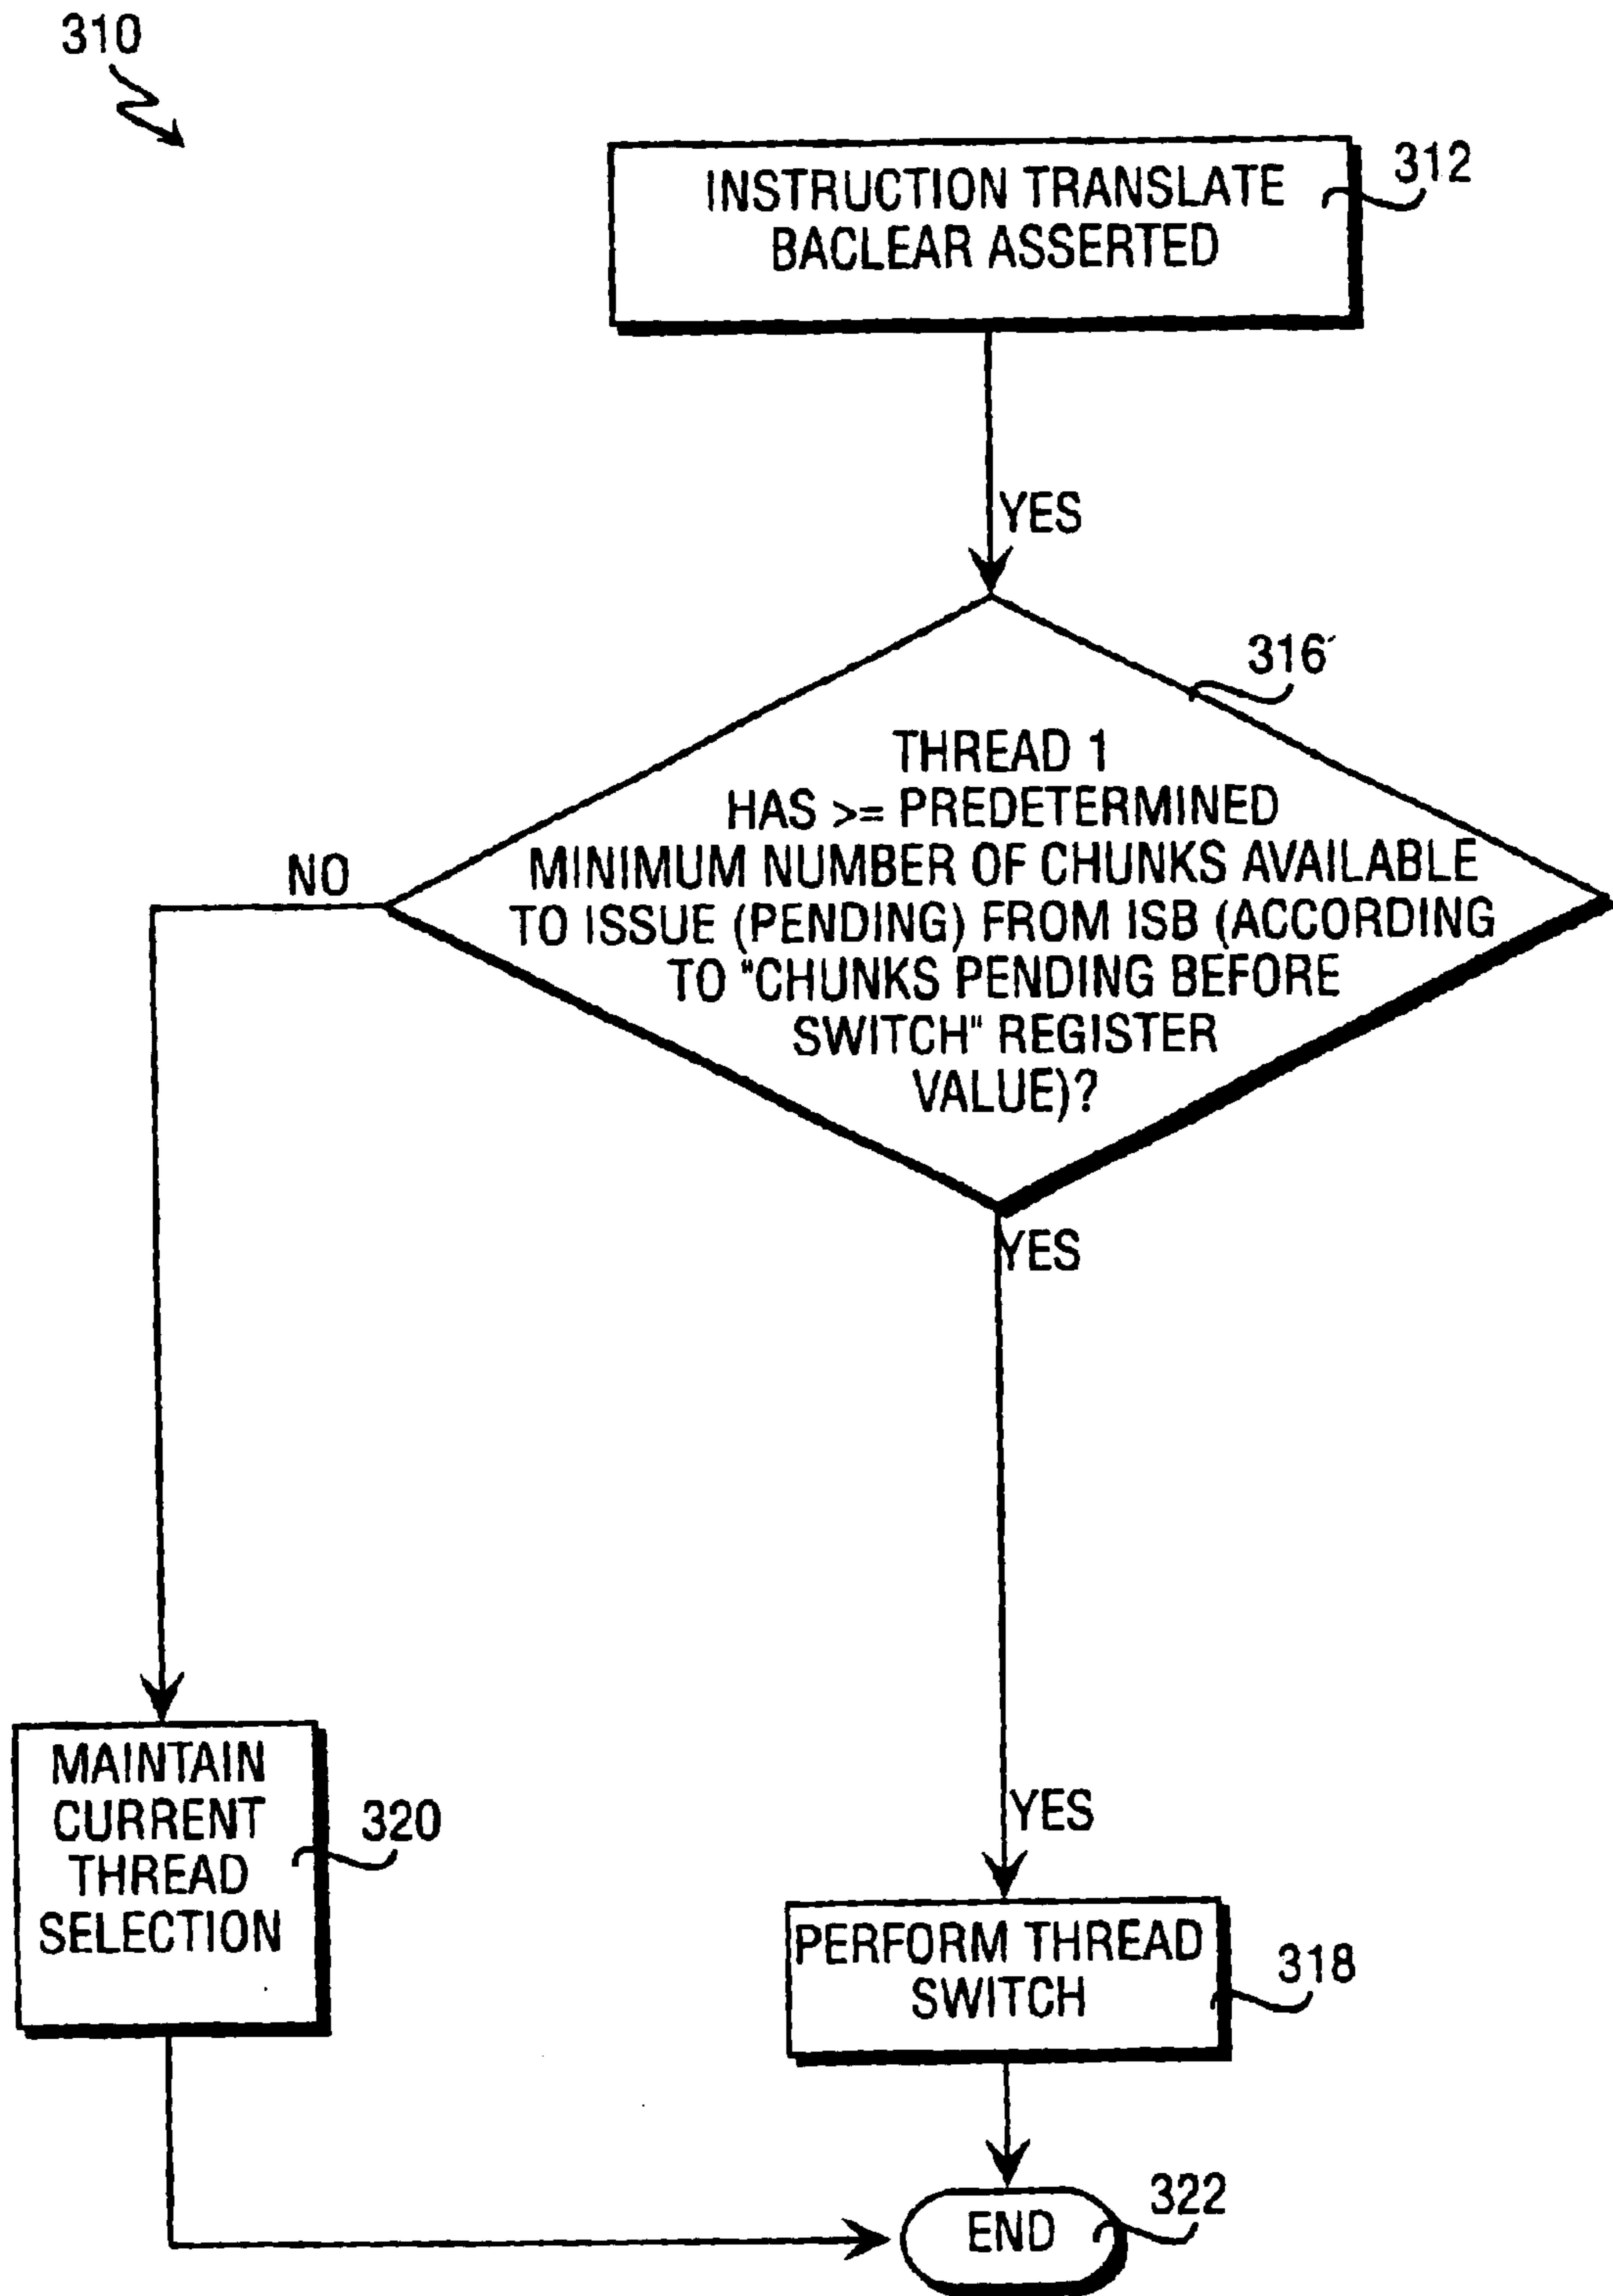 310
INSTRUCTION TRANSLATE
BACLEAR ASSERTED
312
YES
316
THREAD 1
HAS >= PREDETERMINED
MINIMUM NUMBER OF CHUNKS AVAILABLE
TO ISSUE (PENDING) FROM ISB (ACCORDING
TO "CHUNKS PENDING BEFORE
SWITCH" REGISTER
VALUE)?
NO
YES
MAINTAIN
CURRENT
THREAD
SELECTION
320
YES
PERFORM THREAD
SWITCH
318
END
322